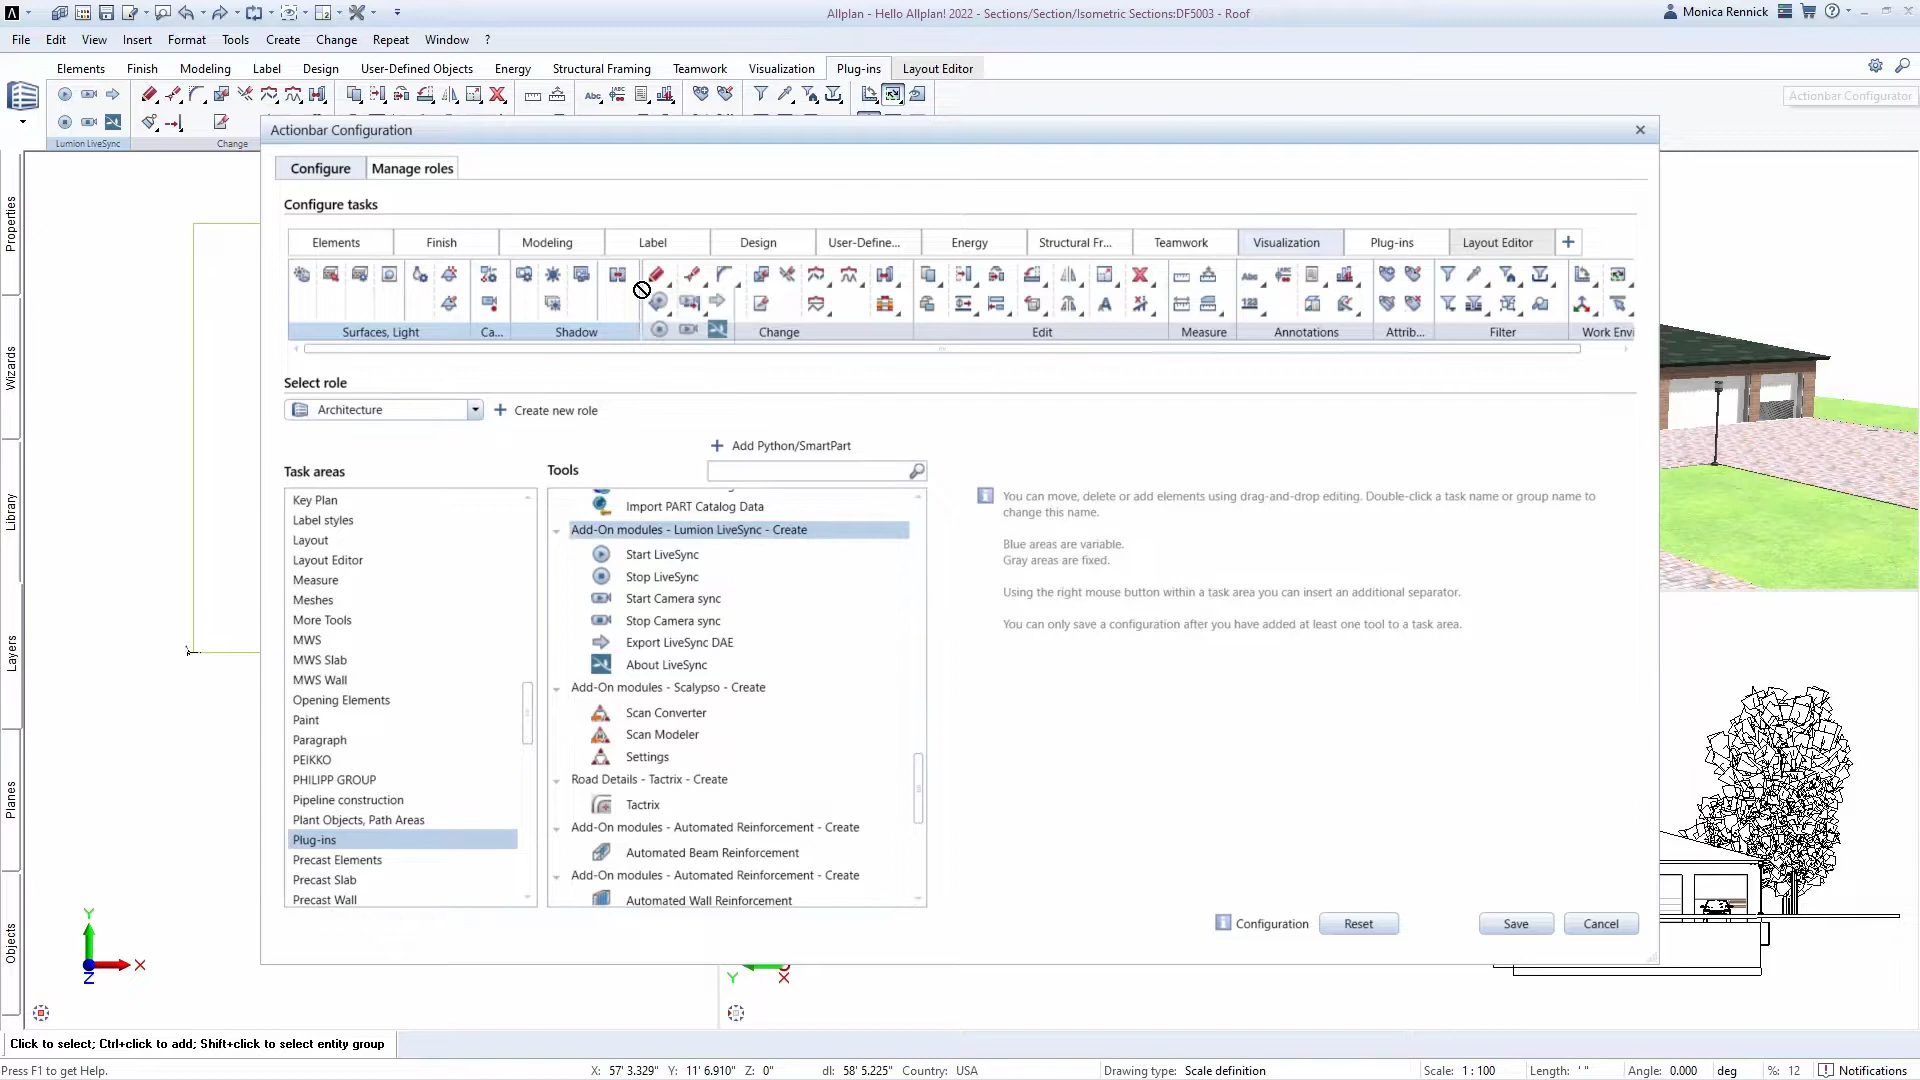 Allplan - Hello Allplan! 2022 - Sections/Section/Isometric Sections:DF5003 - Roof
Monica Rennick
File Edit View Insert Format Tools Create Change Repeat Window ?
Elements Finish Modeling Label Design User-Defined Objects Energy Structural Framing Teamwork Visualization Plug-ins Layout Editor
Abc
Actionbar Configurator
Lumion LiveSync Change
Actionbar Configuration
Configure Manage roles
Configure tasks
Elements Finish Modeling Label Design User-Define... Energy Structural Fr... Teamwork Visualization Plug-ins Layout Editor
Abc
A
123
Surfaces, Light Ca... Shadow Change Edit Measure Annotations Attrib... Filter Work Envi
Select role
Architecture Create new role
Add Python/SmartPart
Task areas Tools
Key Plan
Label styles
Layout
Layout Editor
Measure
Meshes
More Tools
MWS
MWS Slab
MWS Wall
Opening Elements
Paint
Paragraph
PEIKKO
PHILIPP GROUP
Pipeline construction
Plant Objects, Path Areas
Plug-ins
Precast Elements
Precast Slab
Precast Wall
Import PART Catalog Data
Add-On modules - Lumion LiveSync - Create
Start LiveSync
Stop LiveSync
Start Camera sync
Stop Camera sync
Export LiveSync DAE
About LiveSync
Add-On modules - Scalypso - Create
Scan Converter
Scan Modeler
Settings
Road Details - Tactrix - Create
Tactrix
Add-On modules - Automated Reinforcement - Create
Automated Beam Reinforcement
Add-On modules - Automated Reinforcement - Create
Automated Wall Reinforcement
You can move, delete or add elements using drag-and-drop editing. Double-click a task name or group name to
change this name.
Blue areas are variable.
Gray areas are fixed.
Using the right mouse button within a task area you can insert an additional separator.
You can only save a configuration after you have added at least one tool to a task area.
Configuration Reset Save Cancel
Properties
Wizards
Library
Layers
Planes
Objects
Y
X
Z
Y
X
Click to select; Ctrl+click to add; Shift+click to select entity group
Press F1 to get Help. X: 57' 3.329" Y: 11' 6.910" Z: 0" dl: 58' 5.225" Country: USA Drawing type: Scale definition Scale: 1 : 100 Length: ' " Angle: 0.000 deg %: 12 Notifications